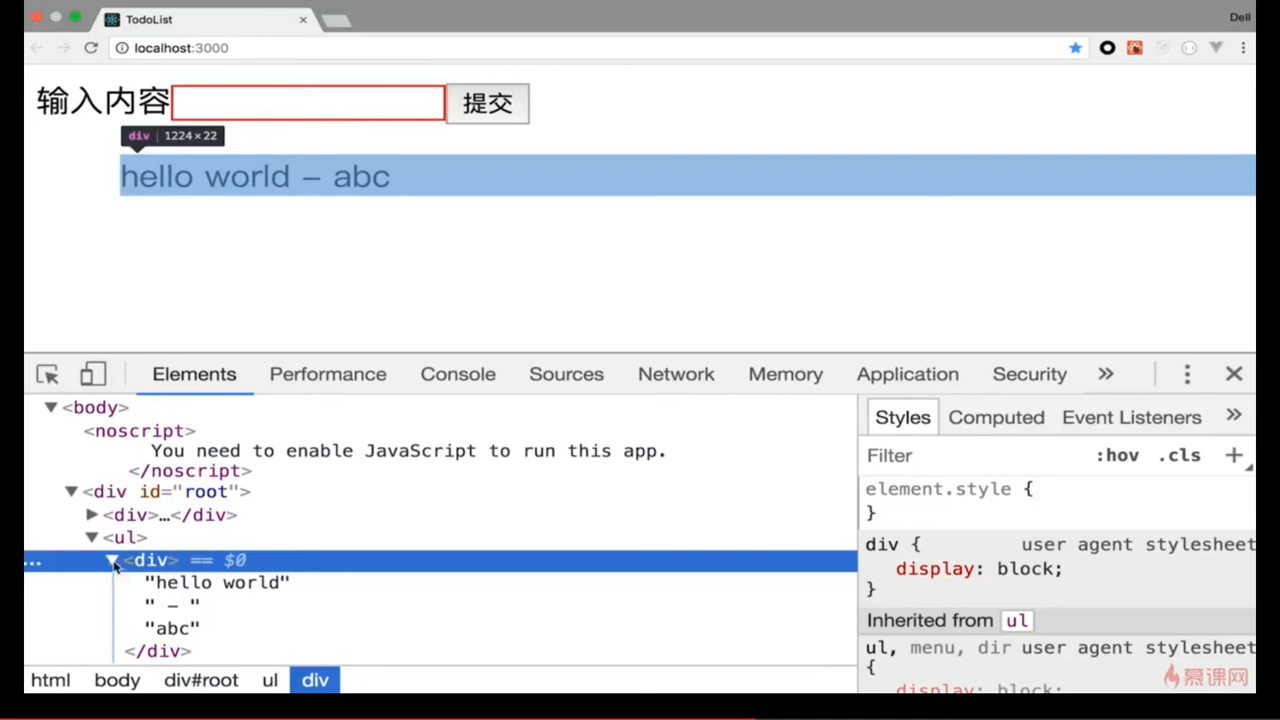 TodoList
Dell
localhost:3000
输入内容 提交
div | 1224×22
hello world – abc
Elements Performance Console Sources Network Memory Application Security »
<body>
<noscript>
You need to enable JavaScript to run this app.
</noscript>
<div id="root">
<div>…</div>
<ul>
… <div> == $0
"hello world"
" – "
"abc"
</div>
html body div#root ul div
Styles Computed Event Listeners »
Filter :hov .cls +
element.style {
}
div { user agent stylesheet
display: block;
}
Inherited from ul
ul, menu, dir user agent stylesheet
{
display: block;
慕课网